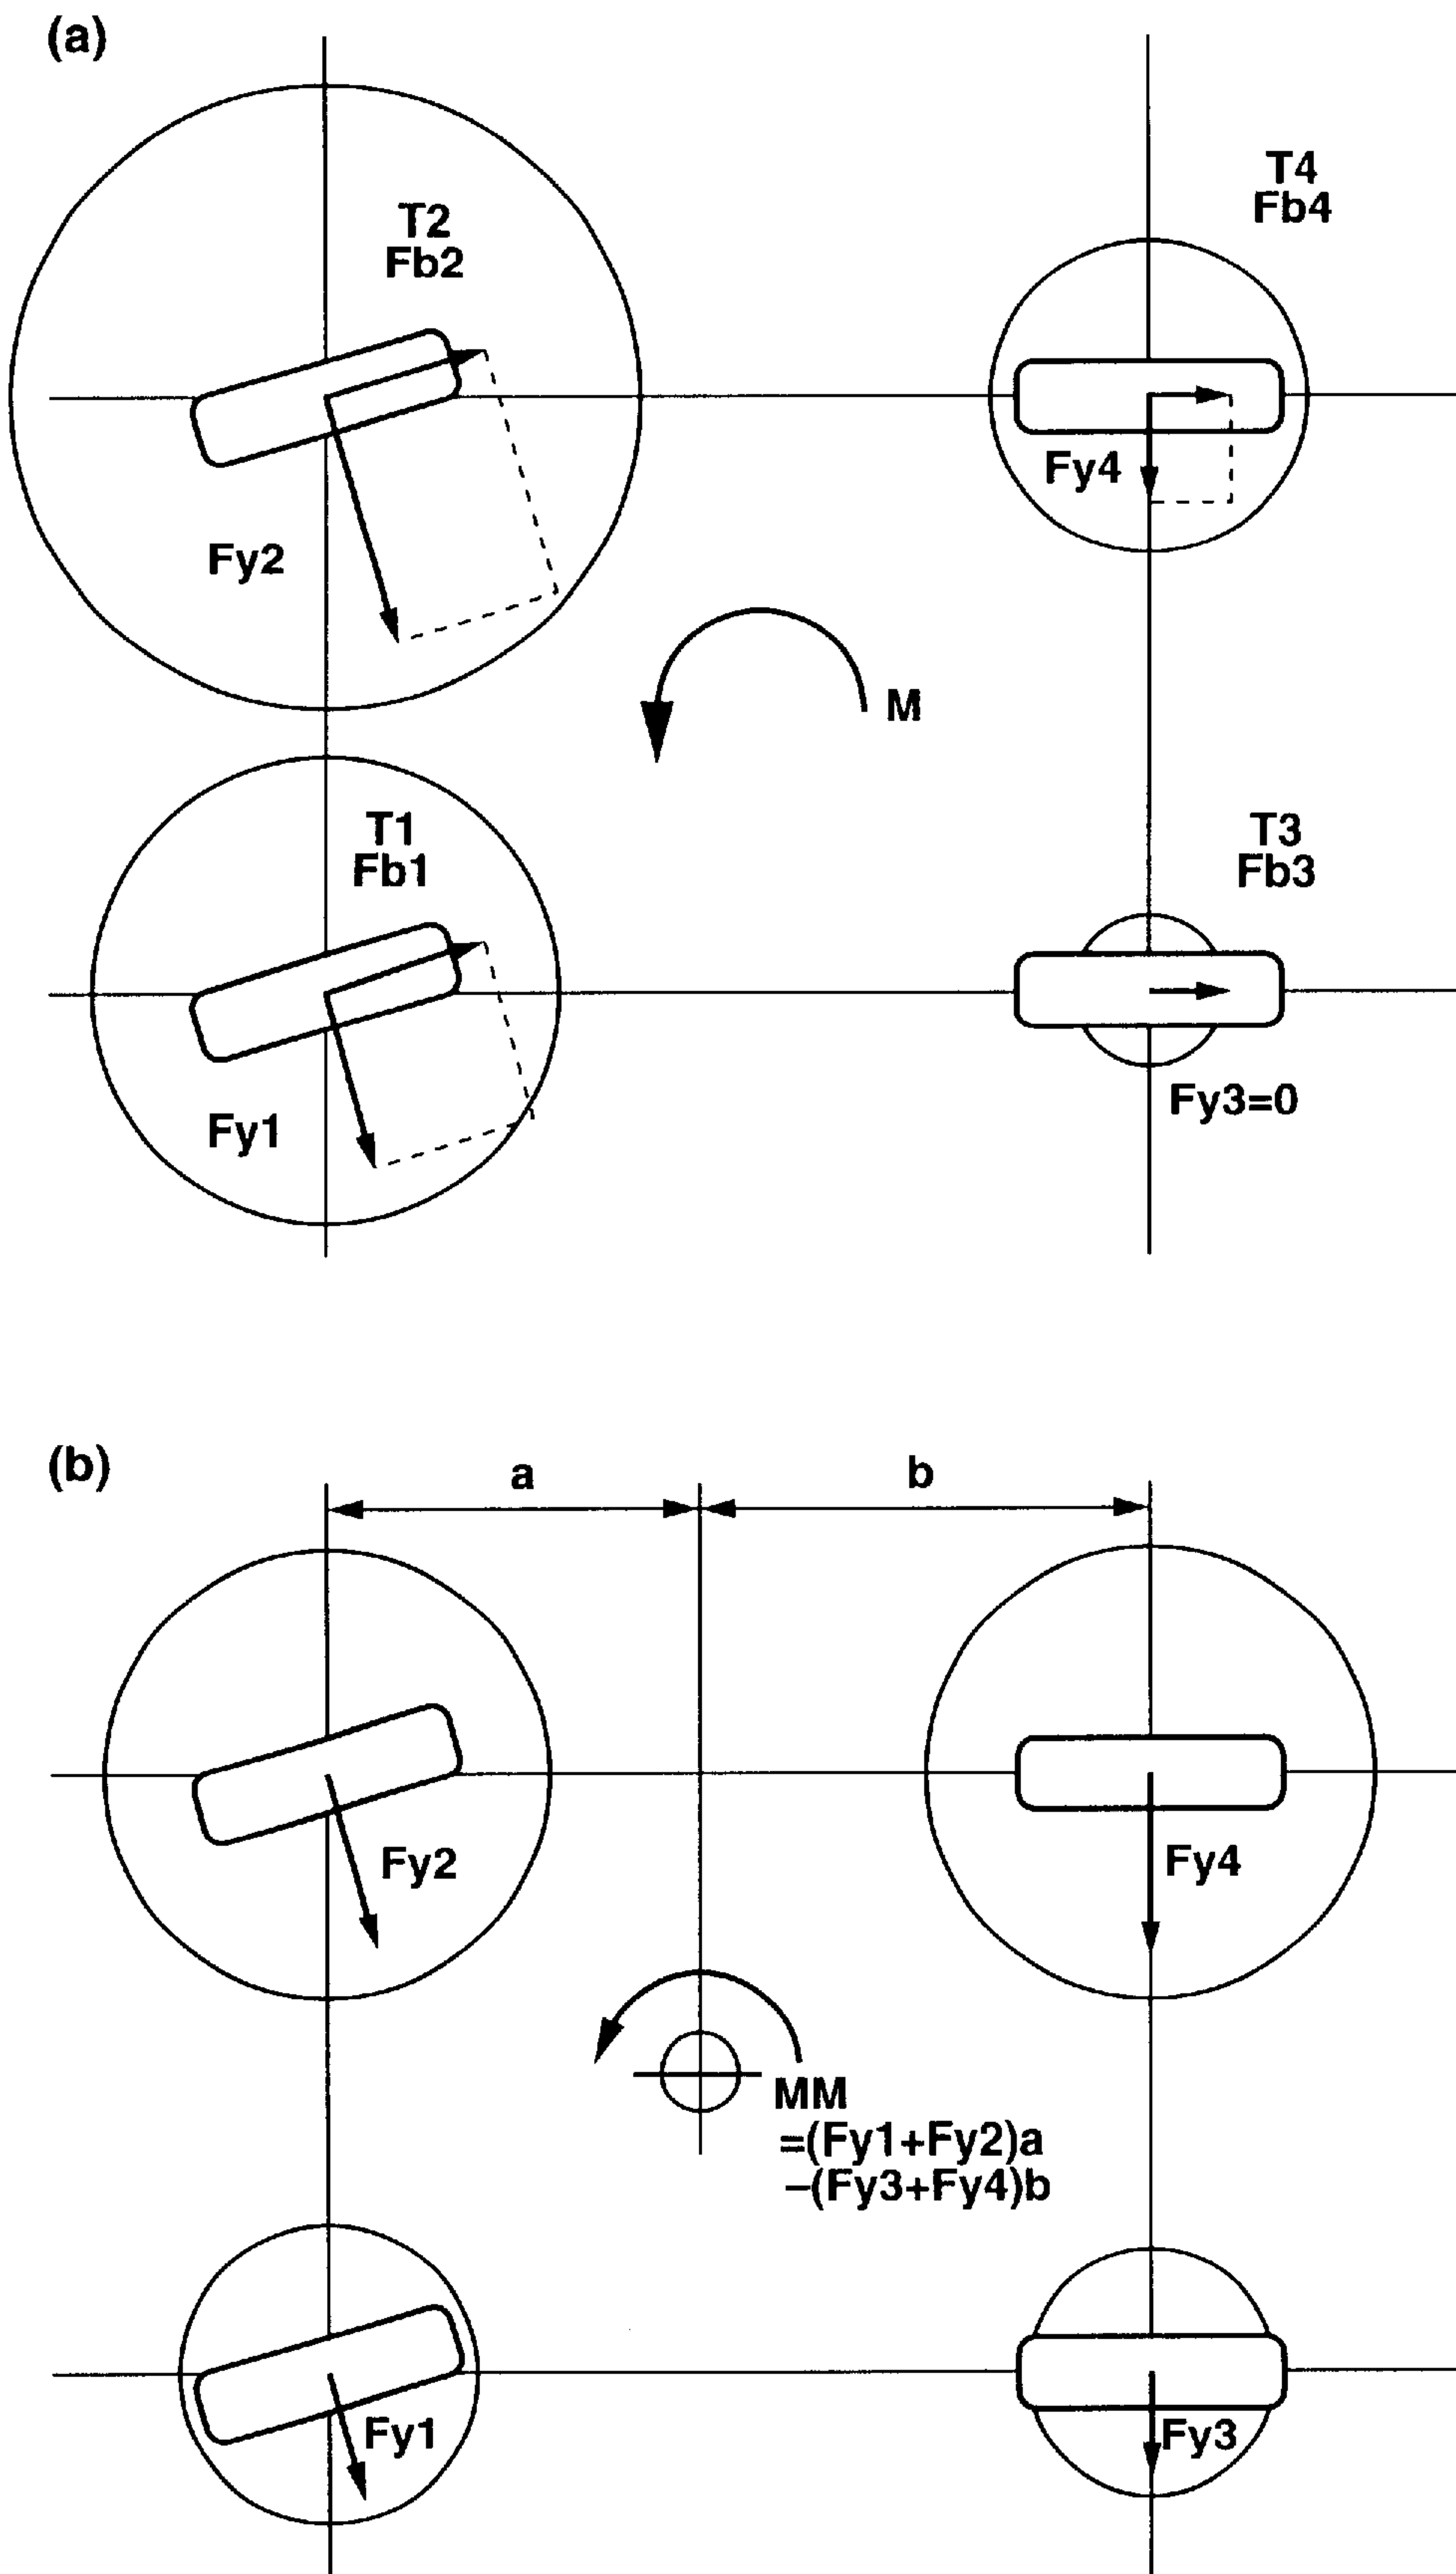 (a)
T4
Fb4
T2
Fb2
Fy4
Fy2
M
T1
Fb1
T3
Fb3
Fy3=0
Fy1
(b)
a
b
Fy2
Fy4
MM
=(Fy1+Fy2)a
−(Fy3+Fy4)b
Fy1
Fy3